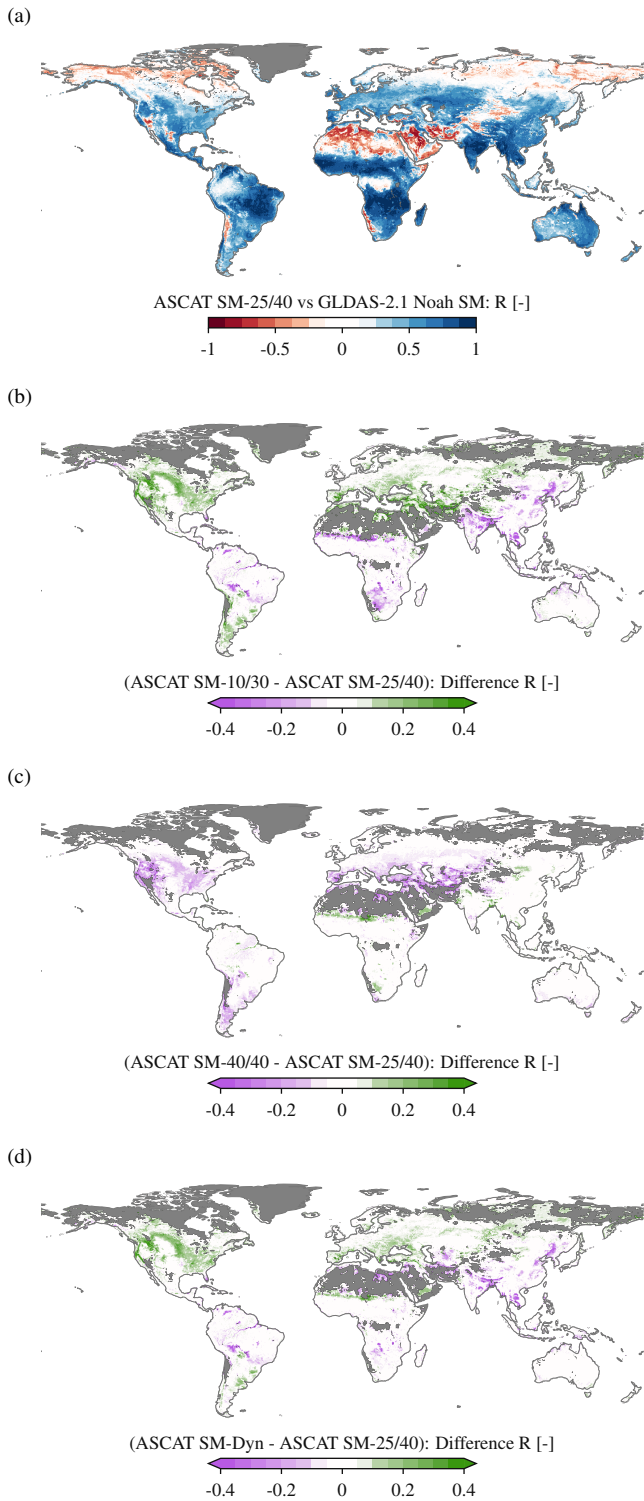 (a)
ASCAT SM-25/40 vs GLDAS-2.1 Noah SM: R [-]
-1 -0.5 0 0.5 1
(b)
(ASCAT SM-10/30 - ASCAT SM-25/40): Difference R [-]
-0.4 -0.2 0 0.2 0.4
(c)
(ASCAT SM-40/40 - ASCAT SM-25/40): Difference R [-]
-0.4 -0.2 0 0.2 0.4
(d)
(ASCAT SM-Dyn - ASCAT SM-25/40): Difference R [-]
-0.4 -0.2 0 0.2 0.4